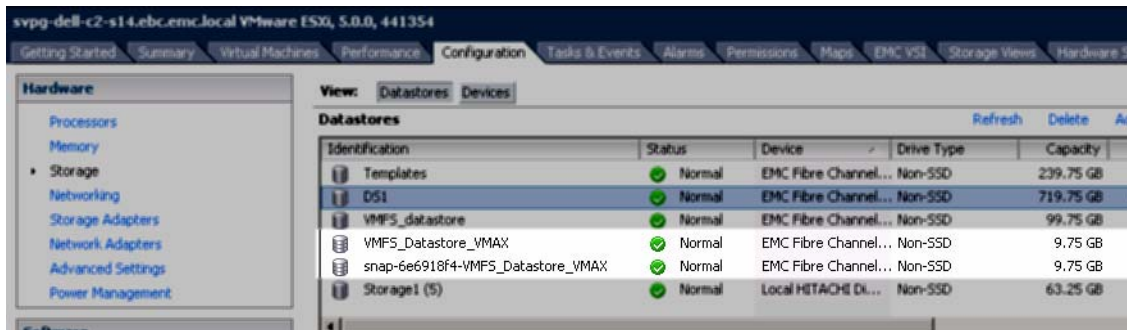 svpg-dell-c2-s14.ebc.emc.local VMware ESXi, 5.0.0, 441354
Getting Started Summary Virtual Machines Performance Configuration Tasks & Events Alarms Permissions Maps EMC VSI Storage Views Hardware S
Hardware
Processors
Memory
Storage
Networking
Storage Adapters
Network Adapters
Advanced Settings
Power Management
View: Datastores Devices
Datastores Refresh Delete
Identification Status Device Drive Type Capacity
Templates Normal EMC Fibre Channel... Non-SSD 239.75 GB
DS1 Normal EMC Fibre Channel... Non-SSD 719.75 GB
VMFS_datastore Normal EMC Fibre Channel... Non-SSD 99.75 GB
VMFS_Datastore_VMAX Normal EMC Fibre Channel... Non-SSD 9.75 GB
snap-6e6918f4-VMFS_Datastore_VMAX Normal EMC Fibre Channel... Non-SSD 9.75 GB
Storage1 (5) Normal Local HITACHI Di... Non-SSD 63.25 GB